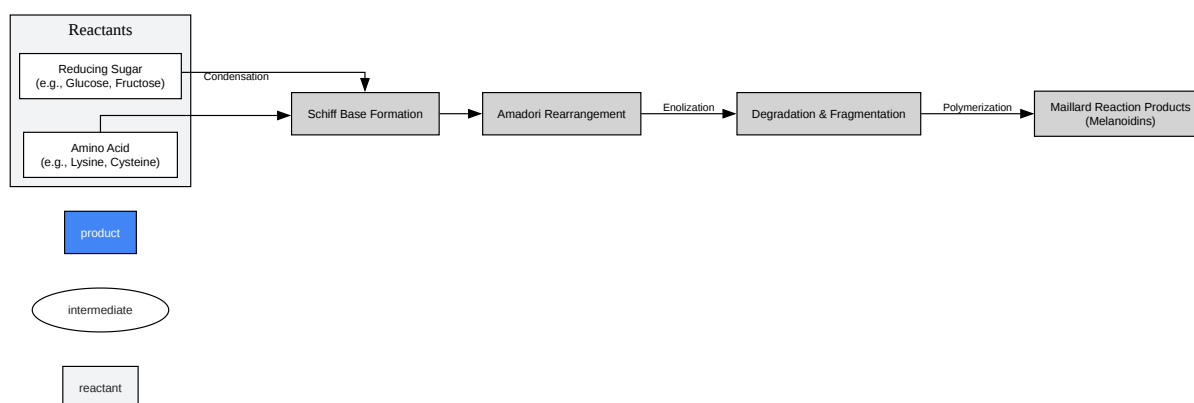 Reactants
Reducing Sugar
(e.g., Glucose, Fructose)
Condensation
Amino Acid
(e.g., Lysine, Cysteine)
Schiff Base Formation
Amadori Rearrangement
Enolization
Degradation & Fragmentation
Polymerization
Maillard Reaction Products
(Melanoidins)
product
intermediate
reactant